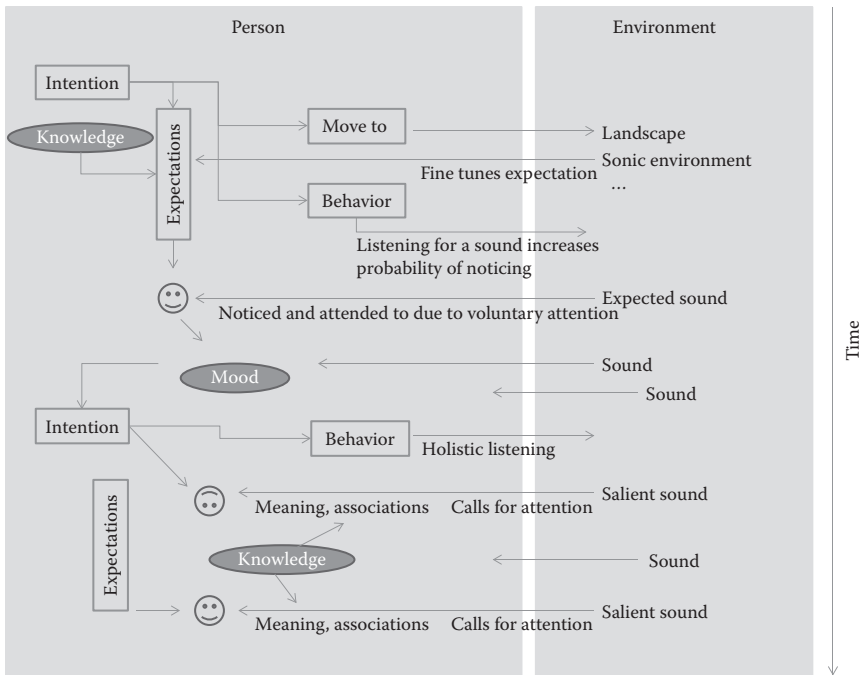 Person
Environment
Intention
Knowledge
Expectations
Move to
Landscape
Sonic environment
Fine tunes expectation
...
Behavior
Listening for a sound increases
probability of noticing
Expected sound
Noticed and attended to due to voluntary attention
Time
Mood
Sound
Sound
Intention
Behavior
Holistic listening
Salient sound
Meaning, associations
Calls for attention
Expectations
Knowledge
Sound
Salient sound
Meaning, associations
Calls for attention